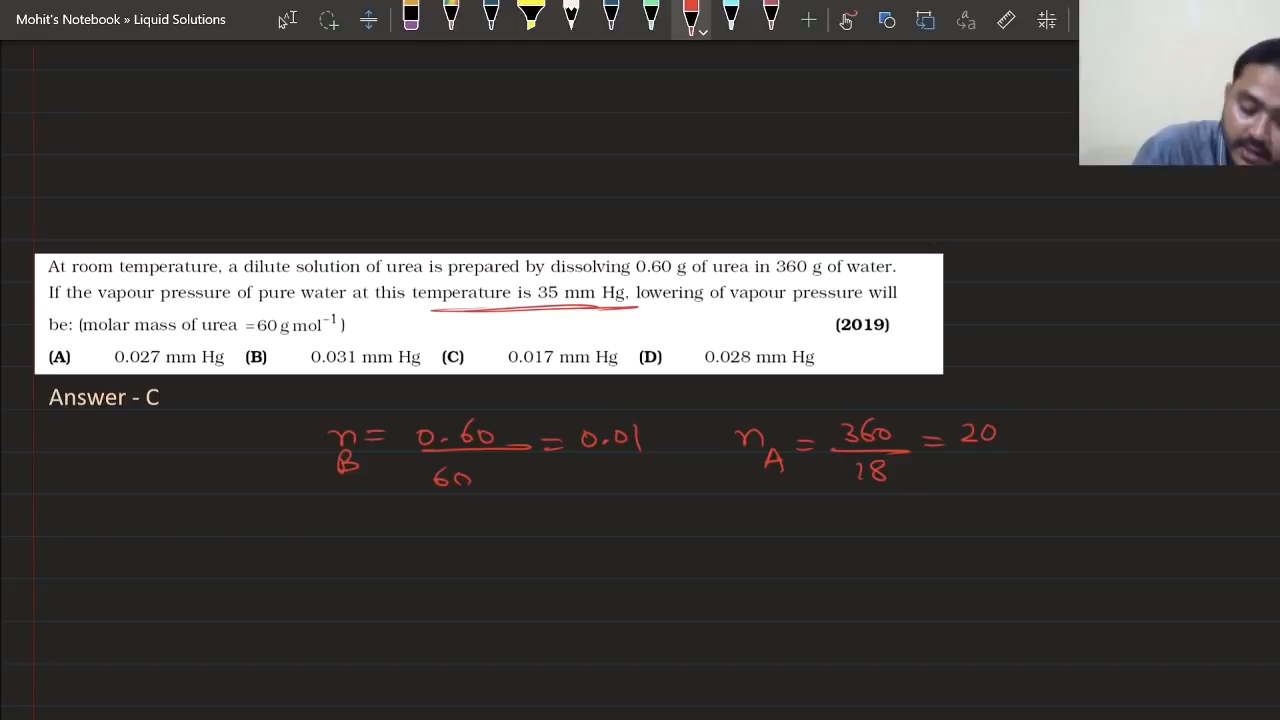 Mohit's Notebook » Liquid Solutions
At room temperature, a dilute solution of urea is prepared by dissolving 0.60 g of urea in 360 g of water.
If the vapour pressure of pure water at this temperature is 35 mm Hg, lowering of vapour pressure will
be: (molar mass of urea = 60 g mol⁻¹) (2019)
(A) 0.027 mm Hg (B) 0.031 mm Hg (C) 0.017 mm Hg (D) 0.028 mm Hg
Answer - C
n_B = 0.60/60 = 0.01 n_A = 360/18 = 20